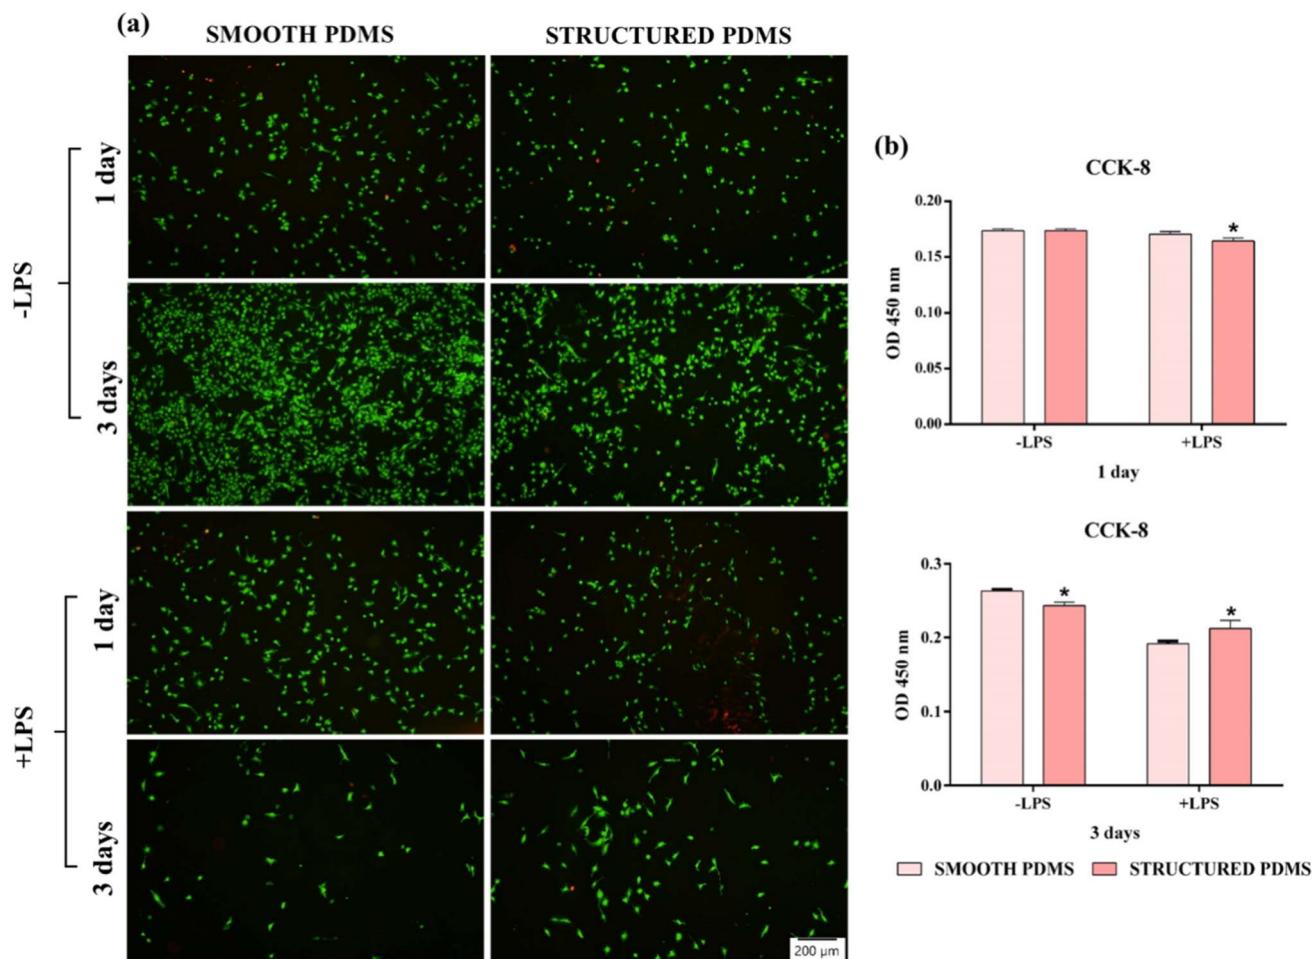 (a)
SMOOTH PDMS
STRUCTURED PDMS
-LPS
1 day
3 days
+LPS
1 day
3 days
200 µm
(b)
CCK-8
OD 450 nm
0.20
0.15
0.10
0.05
0.00
*
-LPS
+LPS
1 day
CCK-8
OD 450 nm
0.3
0.2
0.1
0.0
*
*
-LPS
+LPS
3 days
SMOOTH PDMS
STRUCTURED PDMS